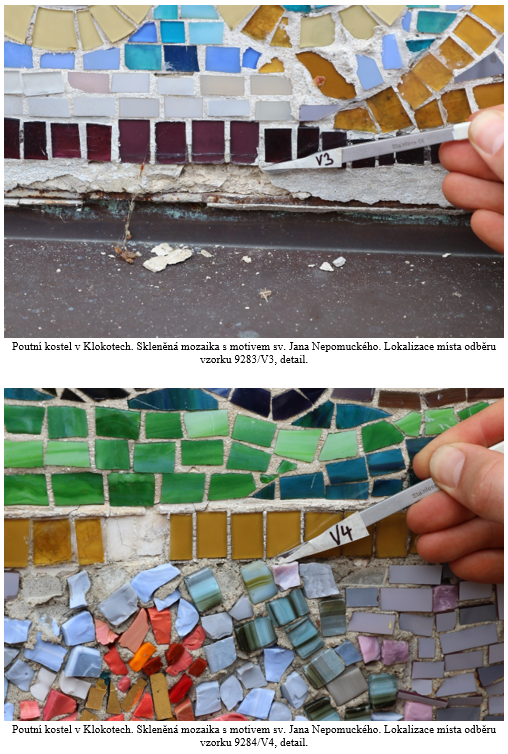 V3
Poutní kostel v Klokotech. Skleněná mozaika s motivem sv. Jana Nepomuckého. Lokalizace místa odběru
vzorku 9283/V3, detail.
V4
Poutní kostel v Klokotech. Skleněná mozaika s motivem sv. Jana Nepomuckého. Lokalizace místa odběru
vzorku 9284/V4, detail.